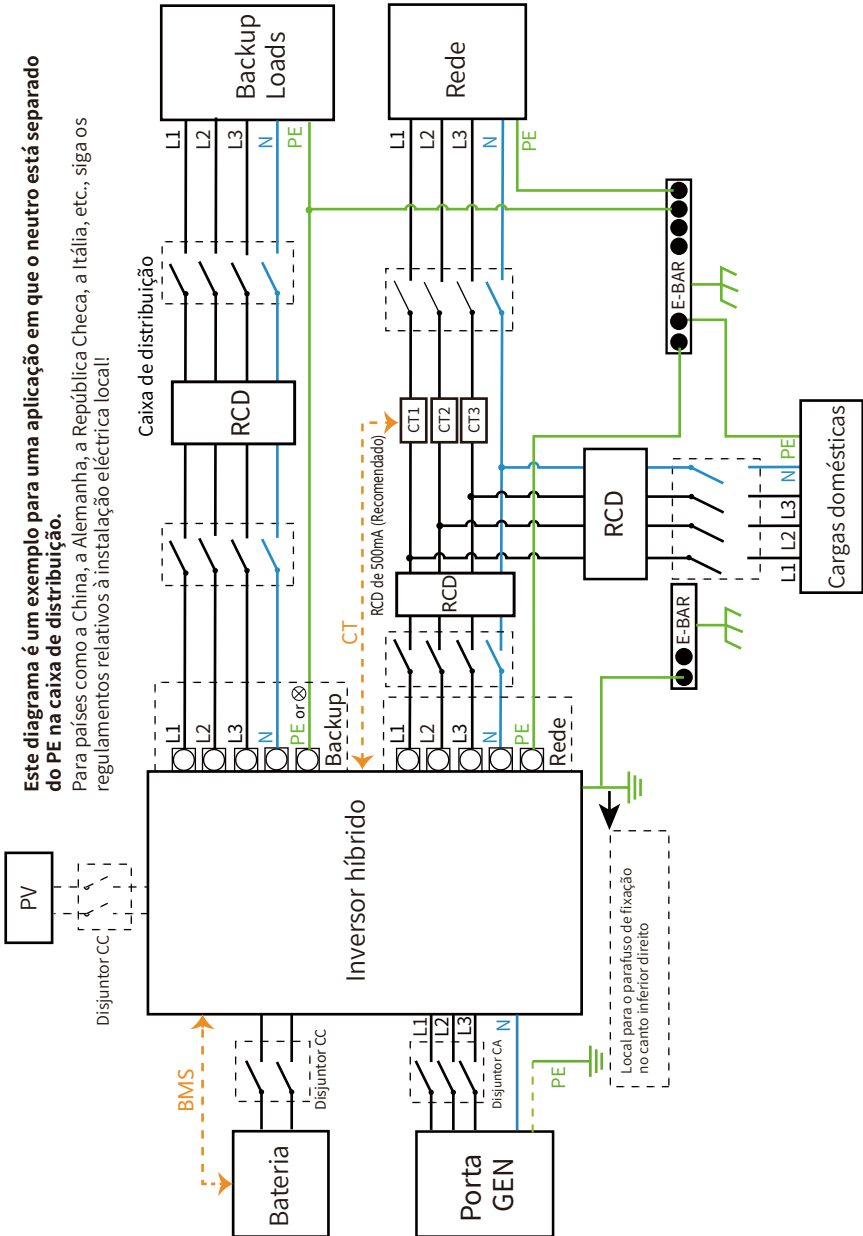 Este diagrama é um exemplo para uma aplicação em que o neutro está separado
do PE na caixa de distribuição.
Para países como a China, a Alemanha, a República Checa, a Itália, etc., siga os
regulamentos relativos à instalação eléctrica local!
PV
Disjuntor CC
BMS
Bateria
Disjuntor CC
Inversor híbrido
Porta
GEN
L1
L2
L3
N
PE
Disjuntor CA
Local para o parafuso de fixação
no canto inferior direito
L1
L2
L3
N
PE or
Backup
Caixa de distribuição
RCD
L1
L2
L3
N
PE
Backup
Loads
CT
RCD de 500mA (Recomendado)
L1
L2
L3
N
PE
Rede
RCD
CT1
CT2
CT3
L1
L2
L3
N
PE
Rede
RCD
E-BAR
E-BAR
L1
L2
L3
N
PE
Cargas domésticas